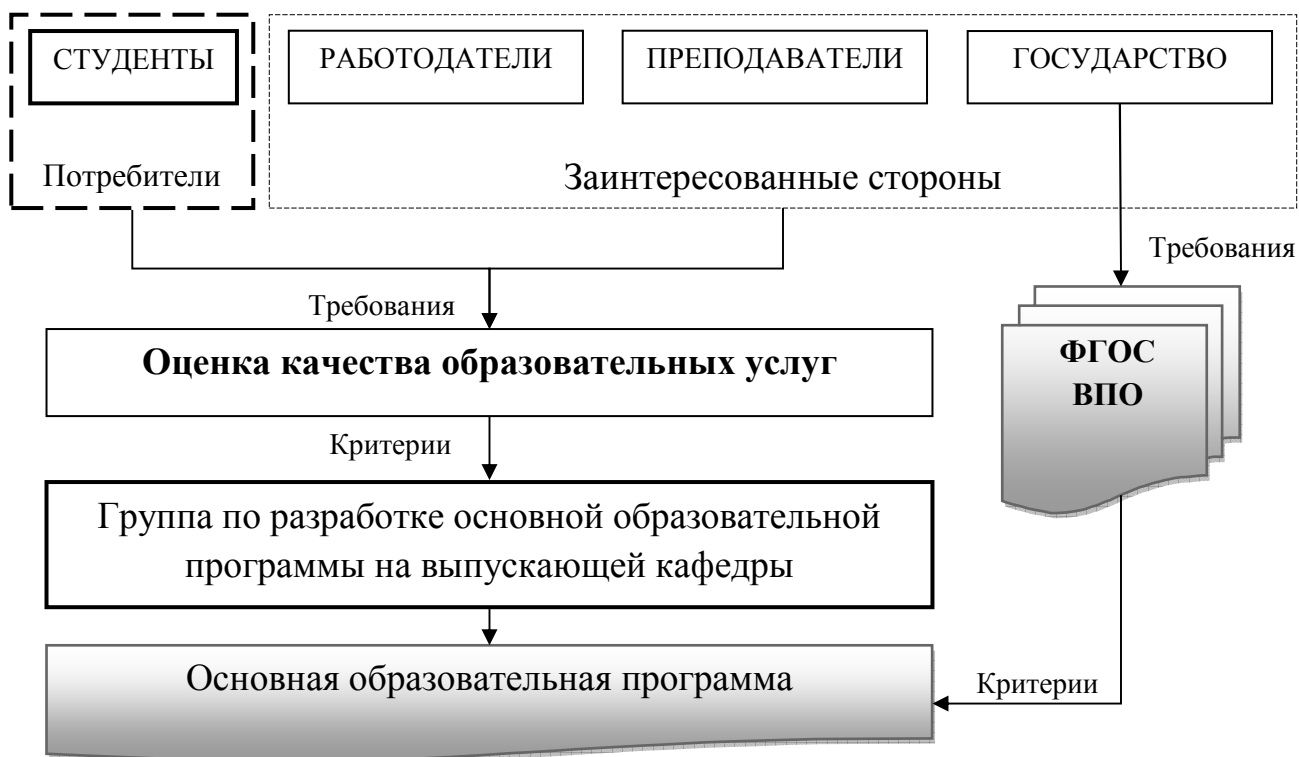 СТУДЕНТЫ
РАБОТОДАТЕЛИ
ПРЕПОДАВАТЕЛИ
ГОСУДАРСТВО
Потребители
Заинтересованные стороны
Требования
Требования
Оценка качества образовательных услуг
ФГОС
ВПО
Критерии
Группа по разработке основной образовательной
программы на выпускающей кафедры
Основная образовательная программа
Критерии